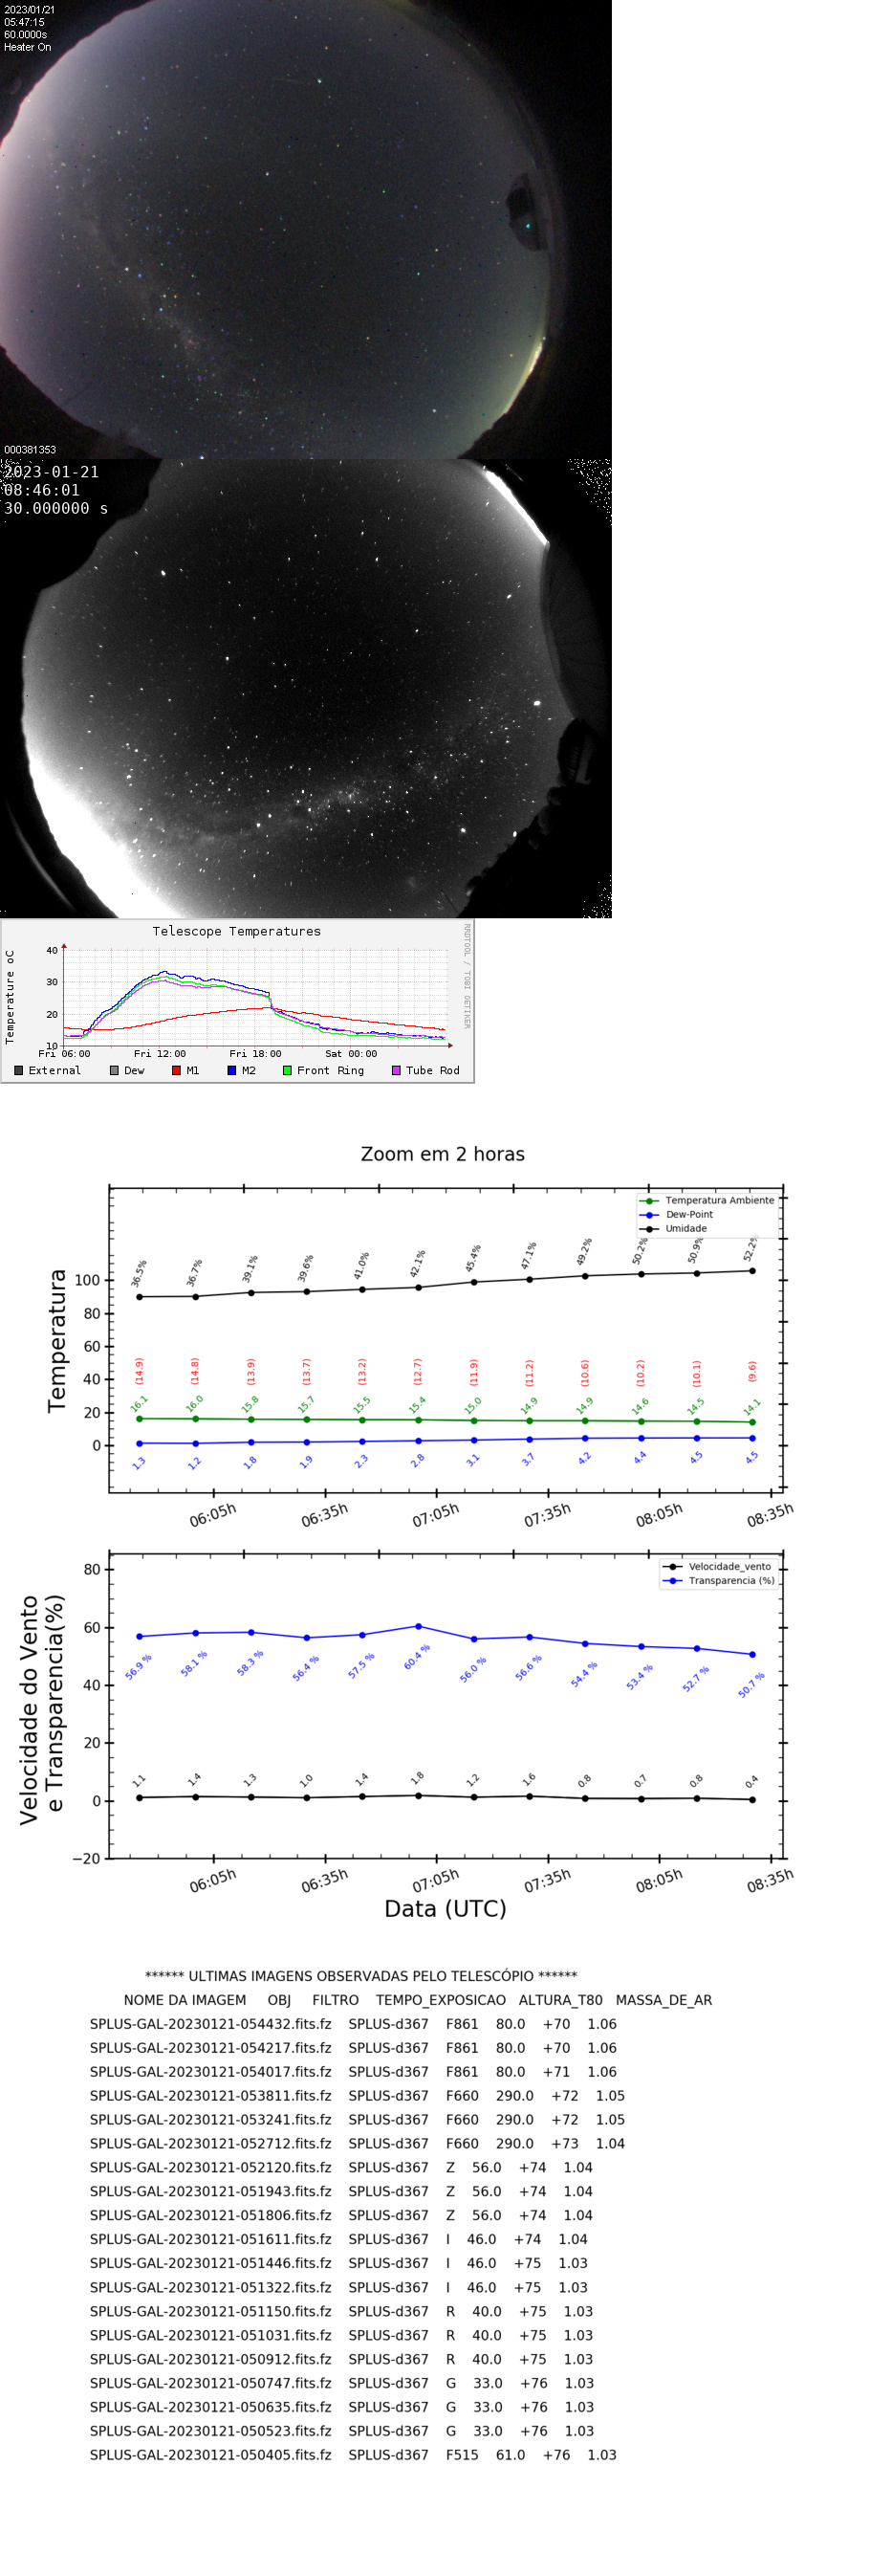 2023/01/21
05:47:15
60.0000s
Heater On
000381353
2023-01-21
08:46:01
30.000000 s
Telescope Temperatures
RRDTOOL / TOBI OETIKER
Temperature oC
40
30
20
10
Fri 06:00 Fri 12:00 Fri 18:00 Sat 00:00
External Dew M1 M2 Front Ring Tube Rod
Zoom em 2 horas
Temperatura Ambiente
Dew-Point
Umidade
Temperatura
100
80
60
40
20
0
36.5% 36.7% 39.1% 39.6% 41.0% 42.1% 45.4% 47.1% 49.2% 50.2% 50.9% 52.2%
(14.9) (14.8) (13.9) (13.7) (13.2) (12.7) (11.9) (11.2) (10.6) (10.2) (10.1) (9.6)
16.1 16.0 15.8 15.7 15.5 15.4 15.0 14.9 14.9 14.6 14.5 14.1
1.3 1.2 1.8 1.9 2.3 2.8 3.1 3.7 4.2 4.4 4.5 4.5
06:05h 06:35h 07:05h 07:35h 08:05h 08:35h
Velocidade_vento
Transparencia (%)
Velocidade do Vento
e Transparencia(%)
80
60
40
20
0
−20
56.9 % 58.1 % 58.3 % 56.4 % 57.5 % 60.4 % 56.0 % 56.6 % 54.4 % 53.4 % 52.7 % 50.7 %
1.1 1.4 1.3 1.0 1.4 1.8 1.2 1.6 0.8 0.7 0.8 0.4
06:05h 06:35h 07:05h 07:35h 08:05h 08:35h
Data (UTC)
****** ULTIMAS IMAGENS OBSERVADAS PELO TELESCÓPIO ******
NOME DA IMAGEM OBJ FILTRO TEMPO_EXPOSICAO ALTURA_T80 MASSA_DE_AR
SPLUS-GAL-20230121-054432.fits.fz SPLUS-d367 F861 80.0 +70 1.06
SPLUS-GAL-20230121-054217.fits.fz SPLUS-d367 F861 80.0 +70 1.06
SPLUS-GAL-20230121-054017.fits.fz SPLUS-d367 F861 80.0 +71 1.06
SPLUS-GAL-20230121-053811.fits.fz SPLUS-d367 F660 290.0 +72 1.05
SPLUS-GAL-20230121-053241.fits.fz SPLUS-d367 F660 290.0 +72 1.05
SPLUS-GAL-20230121-052712.fits.fz SPLUS-d367 F660 290.0 +73 1.04
SPLUS-GAL-20230121-052120.fits.fz SPLUS-d367 Z 56.0 +74 1.04
SPLUS-GAL-20230121-051943.fits.fz SPLUS-d367 Z 56.0 +74 1.04
SPLUS-GAL-20230121-051806.fits.fz SPLUS-d367 Z 56.0 +74 1.04
SPLUS-GAL-20230121-051611.fits.fz SPLUS-d367 I 46.0 +74 1.04
SPLUS-GAL-20230121-051446.fits.fz SPLUS-d367 I 46.0 +75 1.03
SPLUS-GAL-20230121-051322.fits.fz SPLUS-d367 I 46.0 +75 1.03
SPLUS-GAL-20230121-051150.fits.fz SPLUS-d367 R 40.0 +75 1.03
SPLUS-GAL-20230121-051031.fits.fz SPLUS-d367 R 40.0 +75 1.03
SPLUS-GAL-20230121-050912.fits.fz SPLUS-d367 R 40.0 +75 1.03
SPLUS-GAL-20230121-050747.fits.fz SPLUS-d367 G 33.0 +76 1.03
SPLUS-GAL-20230121-050635.fits.fz SPLUS-d367 G 33.0 +76 1.03
SPLUS-GAL-20230121-050523.fits.fz SPLUS-d367 G 33.0 +76 1.03
SPLUS-GAL-20230121-050405.fits.fz SPLUS-d367 F515 61.0 +76 1.03